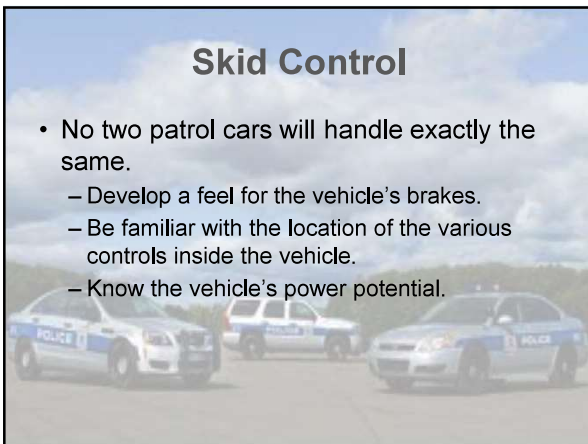 Skid Control
• No two patrol cars will handle exactly the
same.
– Develop a feel for the vehicle's brakes.
– Be familiar with the location of the various
controls inside the vehicle.
– Know the vehicle's power potential.
POLICE
POLICE
POLICE